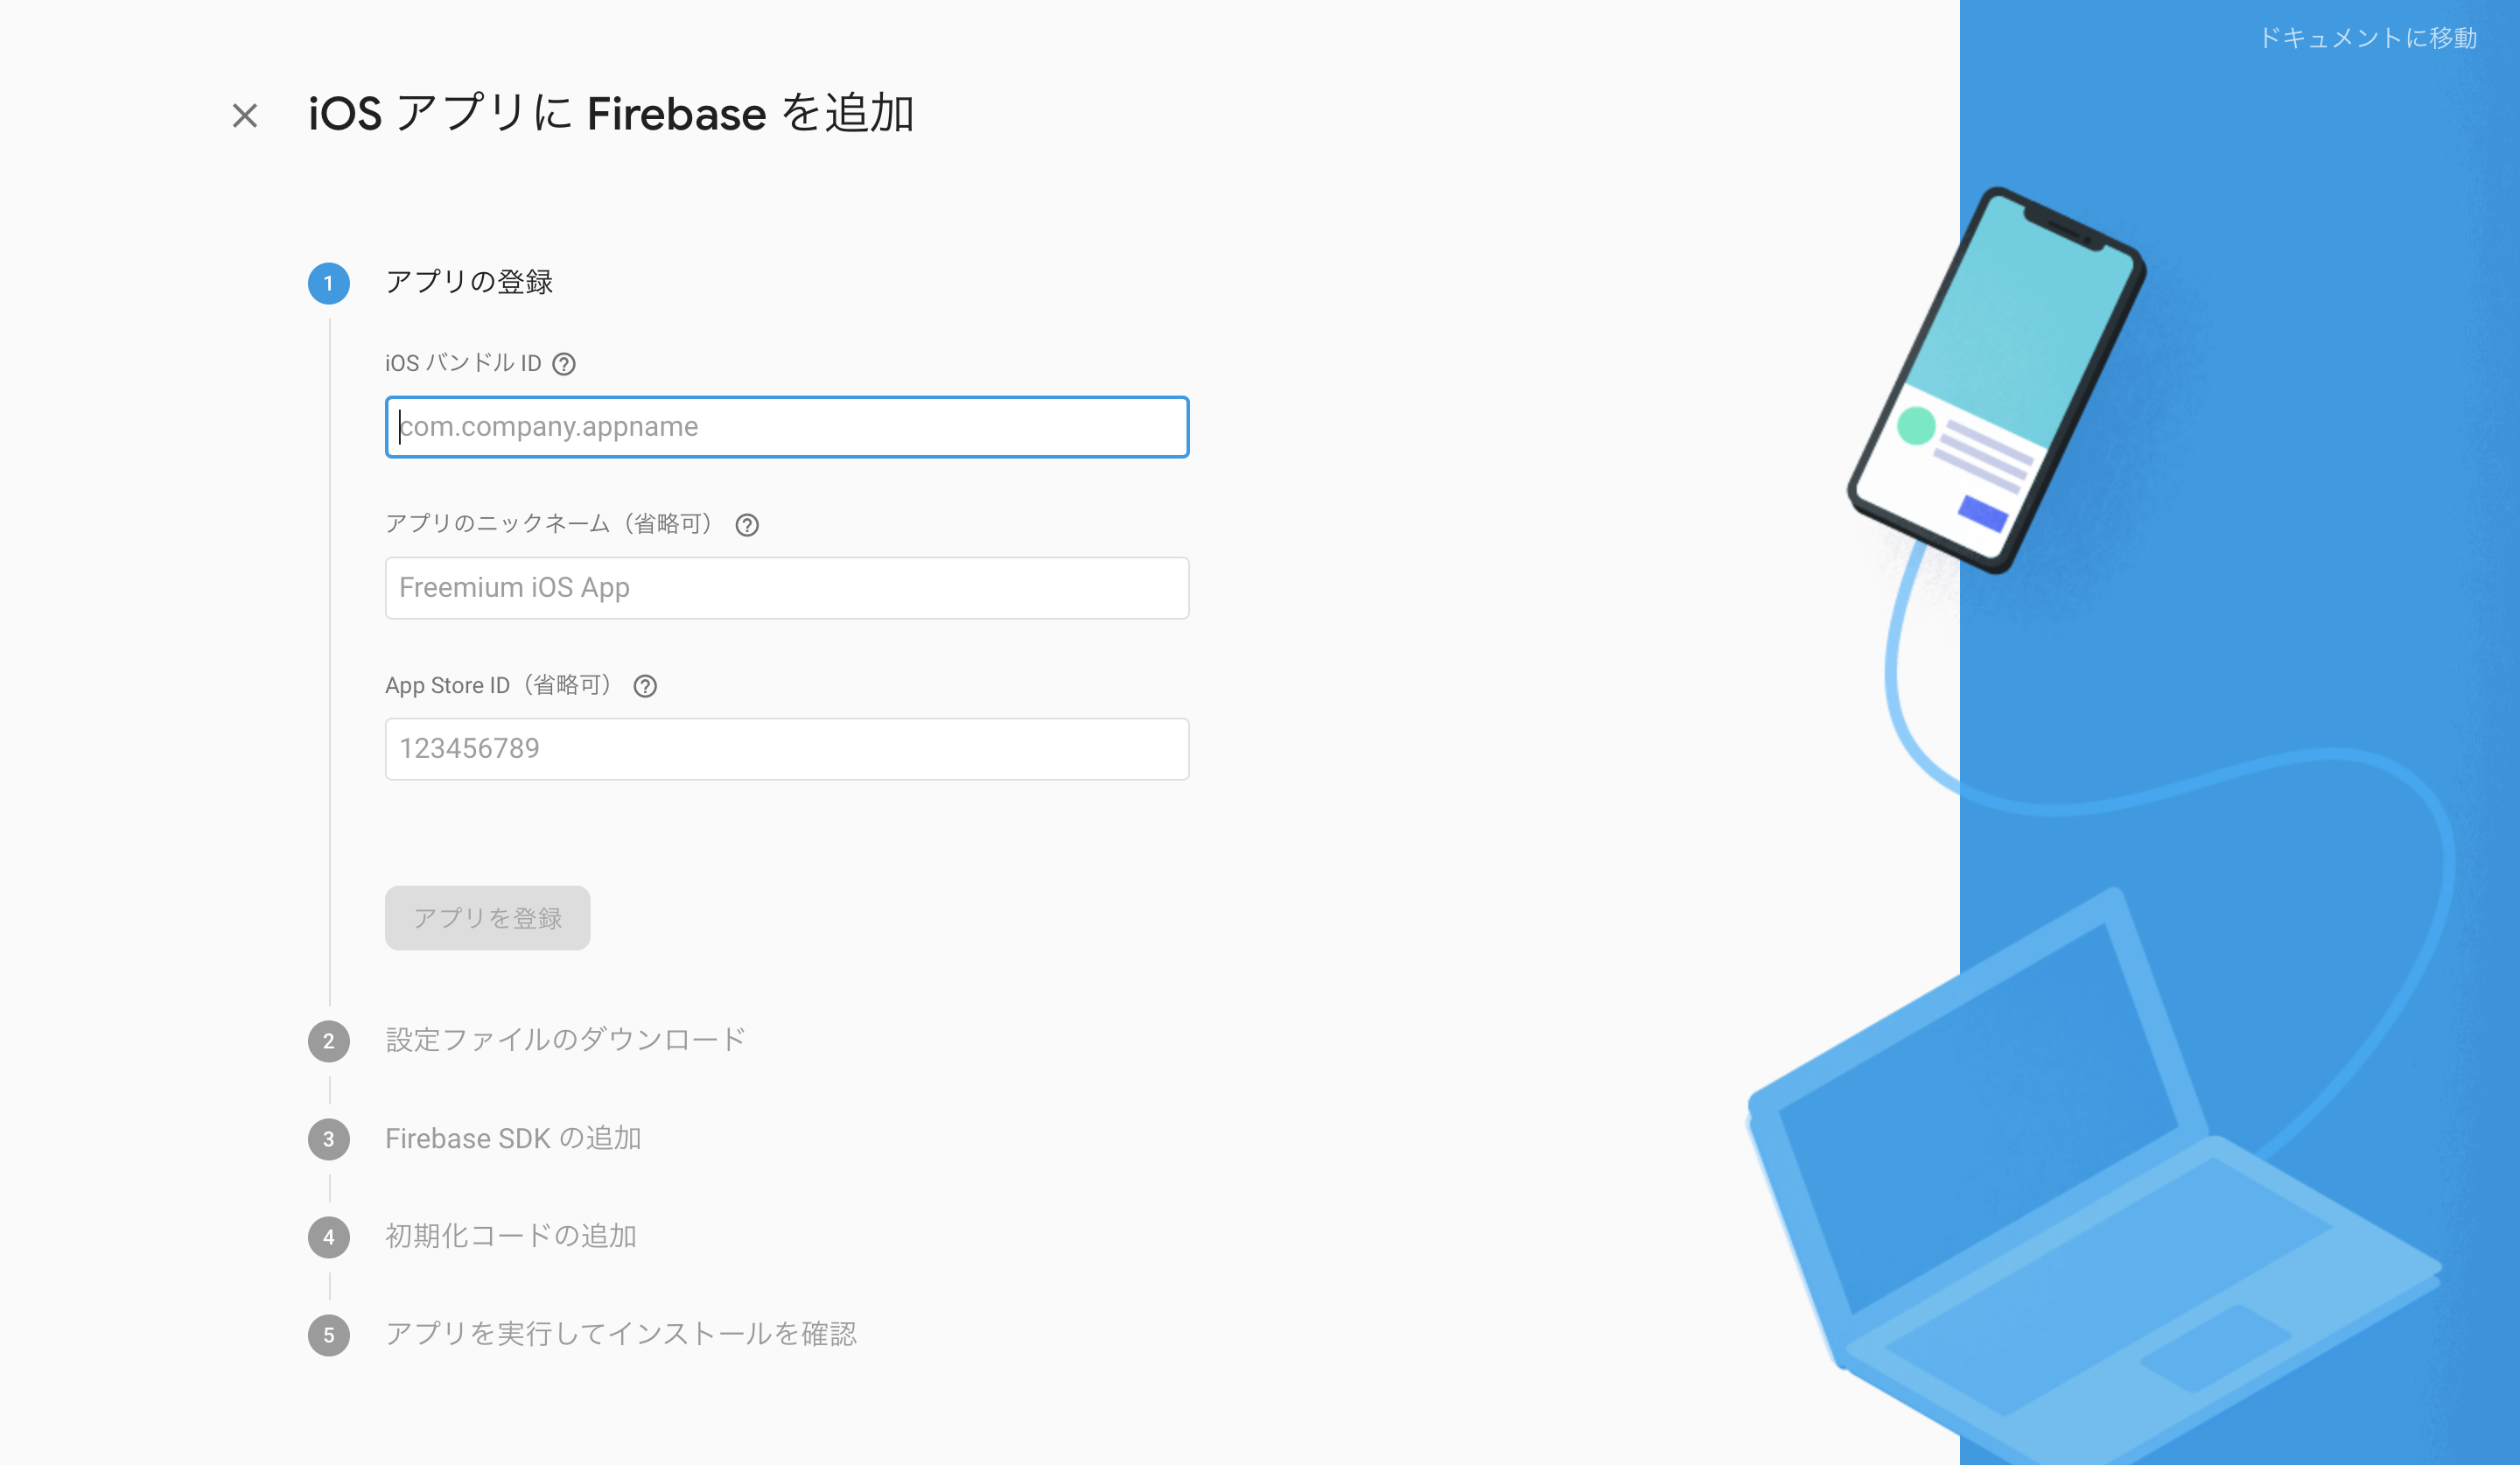 ドキュメントに移動
iOS アプリに Firebase を追加
1 アプリの登録
iOS バンドル ID ?
com.company.appname
アプリのニックネーム（省略可） ?
Freemium iOS App
App Store ID（省略可） ?
123456789
アプリを登録
2 設定ファイルのダウンロード
3 Firebase SDK の追加
4 初期化コードの追加
5 アプリを実行してインストールを確認